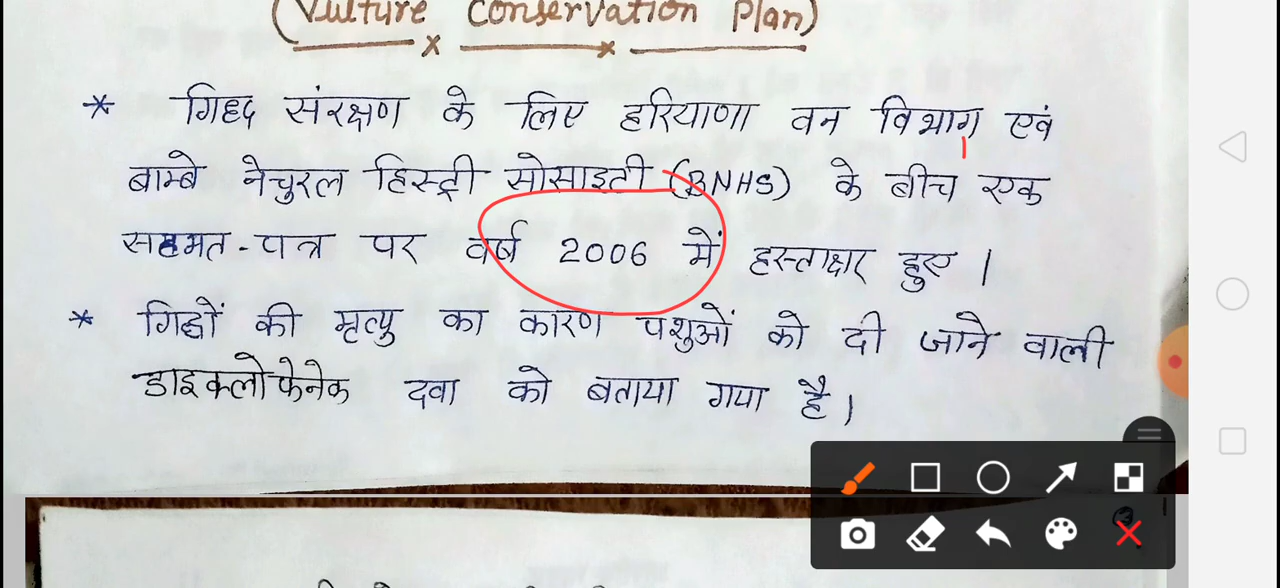 (Vulture Conservation Plan)
* गिद्ध संरक्षण के लिए हरियाणा वन विभाग एवं
बाम्बे नेचुरल हिस्ट्री सोसाइटी (BNHS) के बीच एक
सहमत-पत्र पर वर्ष 2006 में हस्ताक्षर हुए।
* गिद्धों की मृत्यु का कारण पशुओं को दी जाने वाली
डाइक्लोफेनेक दवा को बताया गया है।